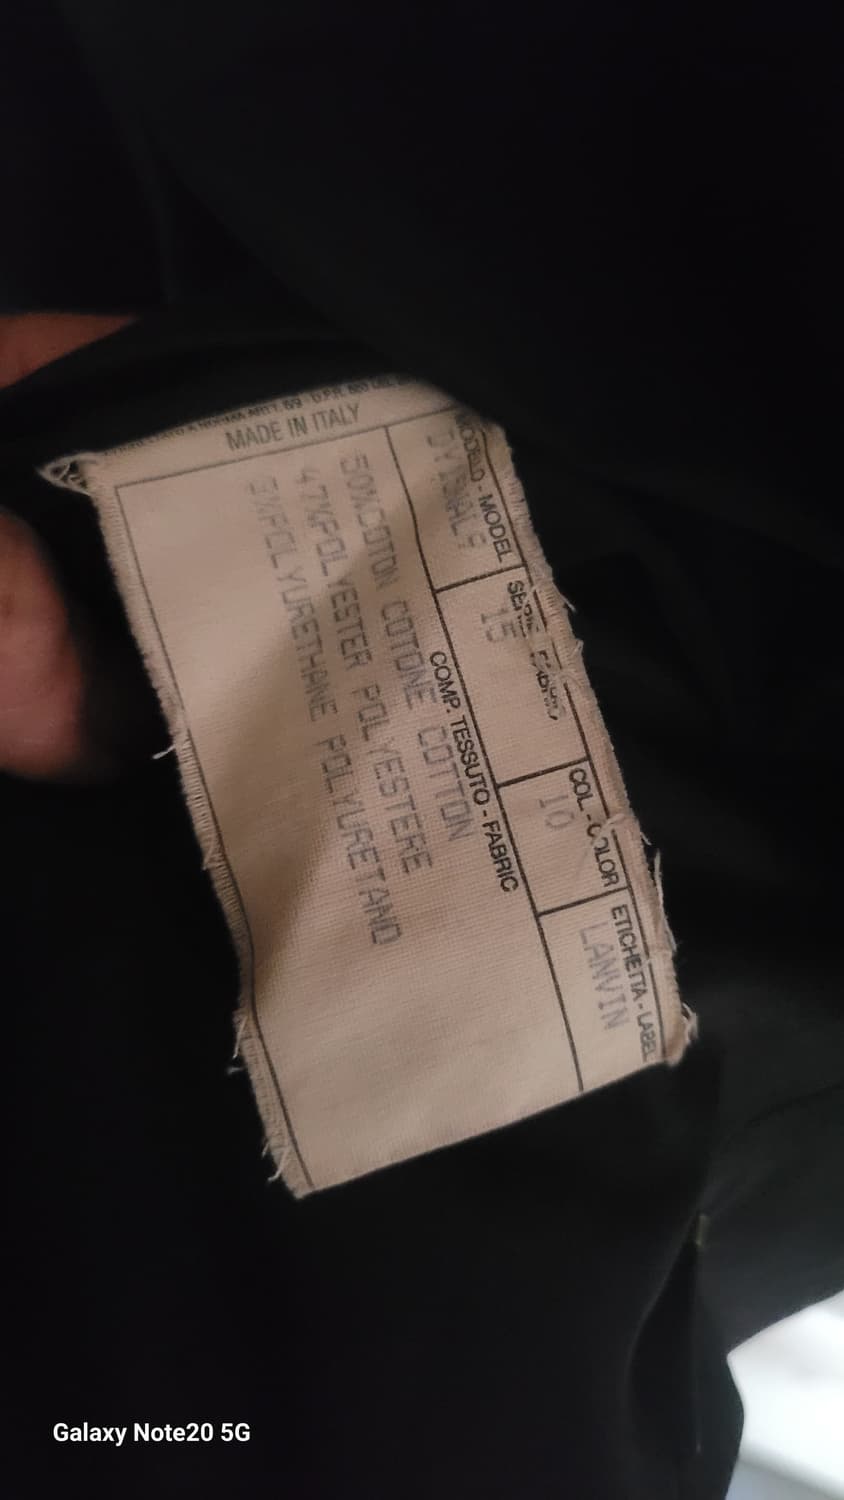 MODELLO - MODEL
SERIE
COL - COLOR
10
ETICHETTA - LABEL
LANVIN
15
COMP. TESSUTO - FABRIC
50%COTON COTONE COTTON
47%POLYESTER POLYESTERE
3%POLYURETHANE POLYURETANO
MADE IN ITALY
Galaxy Note20 5G